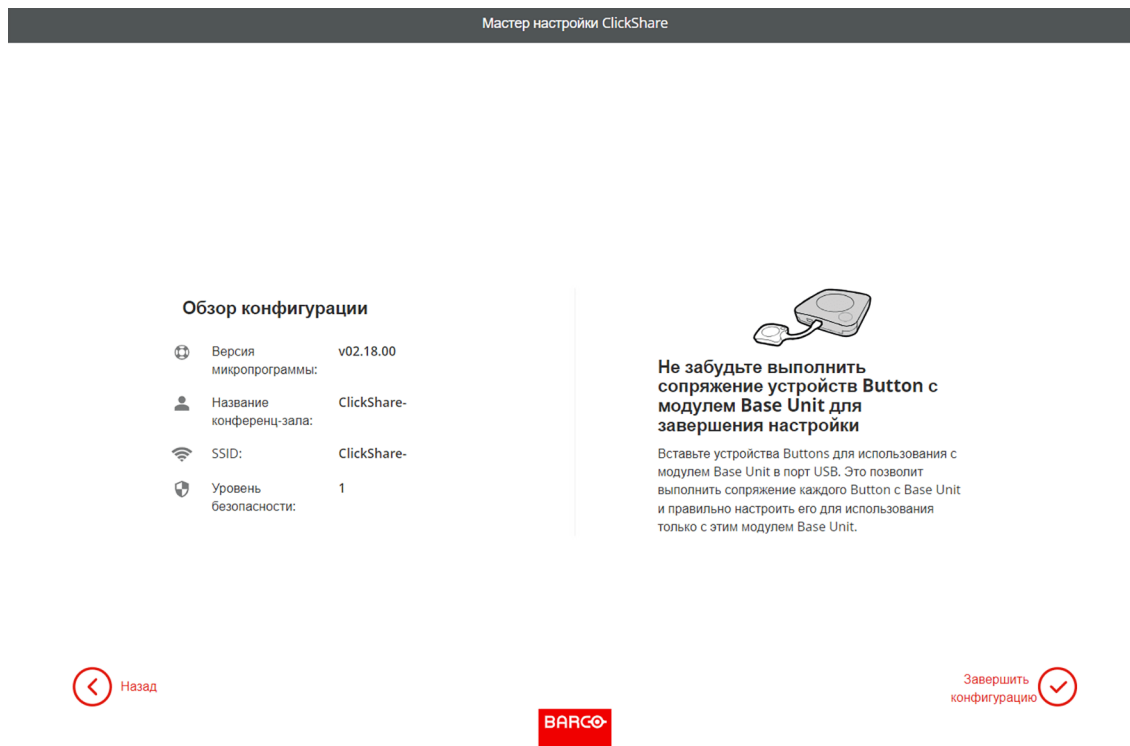 Мастер настройки ClickShare
Обзор конфигурации
Версия
микропрограммы:
v02.18.00
Название
конференц-зала:
ClickShare-
SSID:
ClickShare-
Уровень
безопасности:
1
Не забудьте выполнить
сопряжение устройств Button с
модулем Base Unit для
завершения настройки
Вставьте устройства Buttons для использования с
модулем Base Unit в порт USB. Это позволит
выполнить сопряжение каждого Button с Base Unit
и правильно настроить его для использования
только с этим модулем Base Unit.
Назад
Завершить
конфигурацию
BARCO